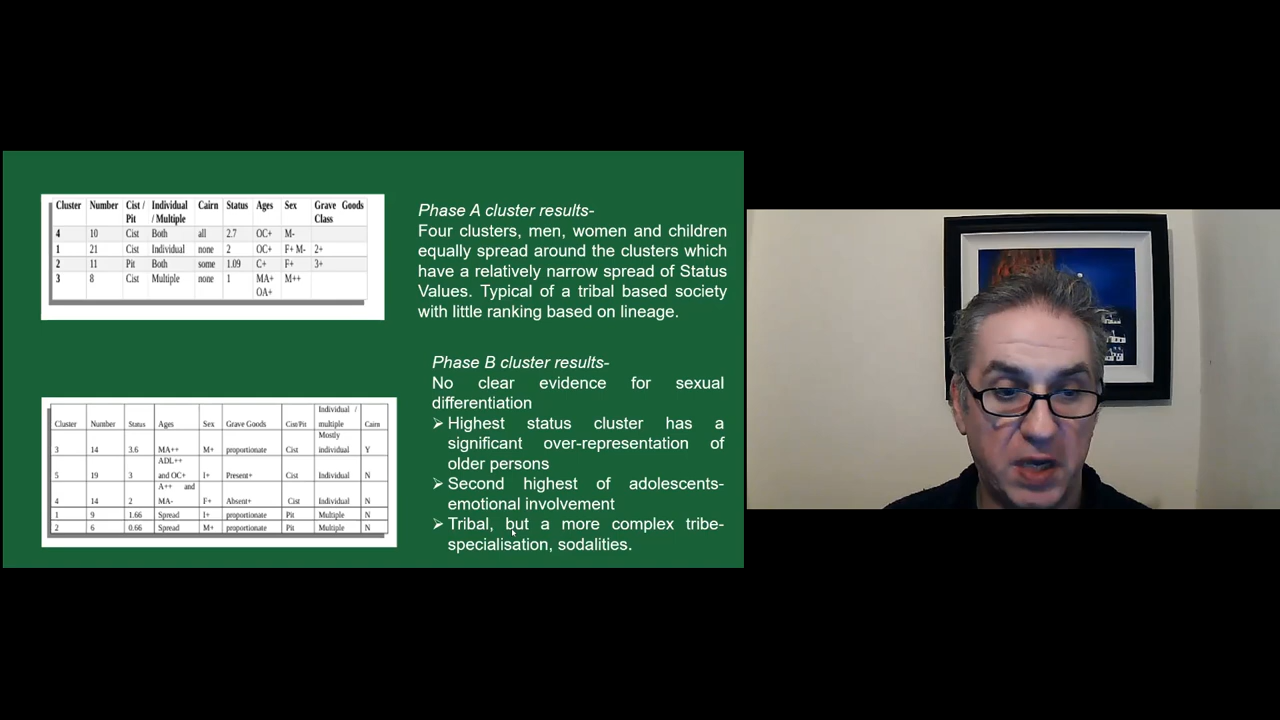 Cluster Number Cist / Individual Cairn Status Ages Sex Grave Goods
Pit / Multiple Class
4 10 Cist Both all 2.7 OC+ M-
1 21 Cist Individual none 2 OC+ F+ M- 2+
2 11 Pit Both some 1.09 C+ F+ 3+
3 8 Cist Multiple none 1 MA+ M++
OA+
Phase A cluster results-
Four clusters, men, women and children
equally spread around the clusters which
have a relatively narrow spread of Status
Values. Typical of a tribal based society
with little ranking based on lineage.
Individual /
Cluster Number Status Ages Sex Grave Goods Cist/Pit multiple Cairn
Mostly
3 14 3.6 MA++ M+ proportionate Cist individual Y
ADL++
5 19 3 and OC+ I+ Present+ Cist Individual N
A++ and
4 14 2 MA- F+ Absent+ Cist Individual N
1 9 1.66 Spread I+ proportionate Pit Multiple N
2 6 0.66 Spread M+ proportionate Pit Multiple N
Phase B cluster results-
No clear evidence for sexual
differentiation
➢ Highest status cluster has a
significant over-representation of
older persons
➢ Second highest of adolescents-
emotional involvement
➢ Tribal, but a more complex tribe-
specialisation, sodalities.